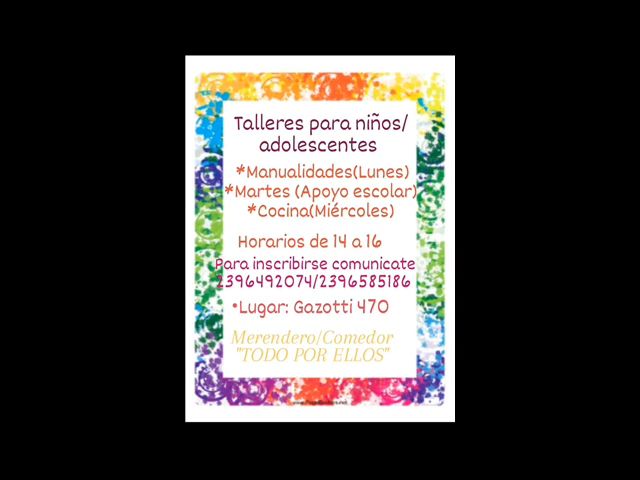 Talleres para niños/
adolescentes
*Manualidades(Lunes)
*Martes (Apoyo escolar)
*Cocina(Miércoles)
Horarios de 14 a 16
Para inscribirse comunicate
2396492074/2396585186
•Lugar: Gazotti 470
Merendero/Comedor
"TODO POR ELLOS"